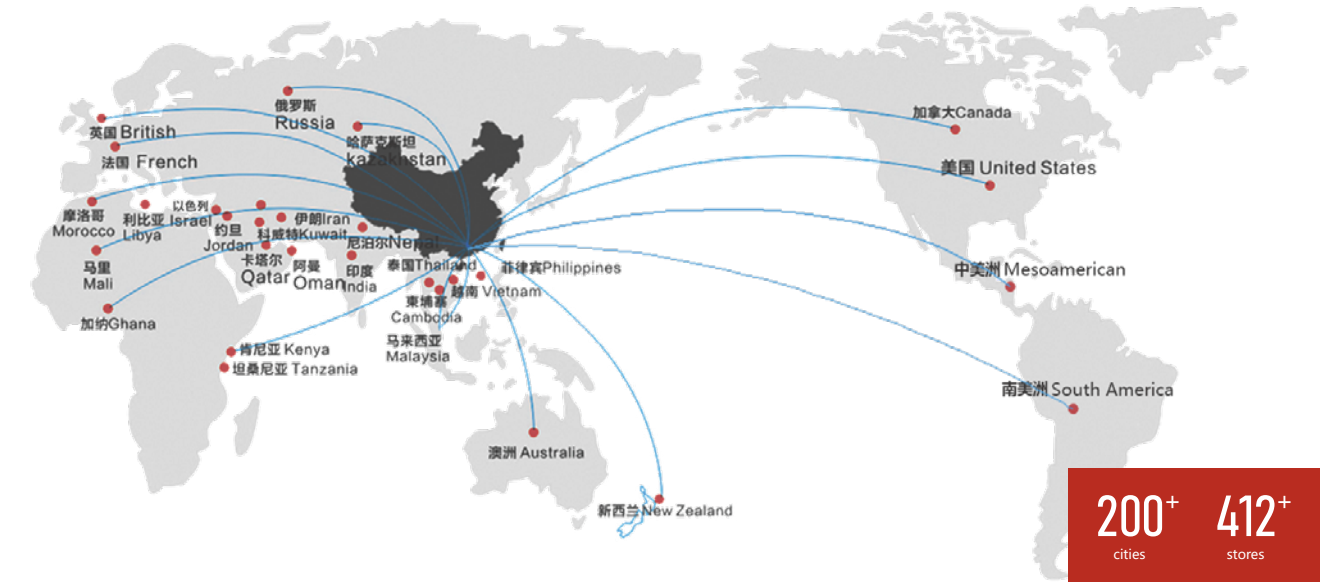 俄罗斯
Russia
加拿大Canada
英国 British
哈萨克斯坦
kazakhstan
法国 French
美国 United States
摩洛哥
Morocco
利比亚
Libya
以色列
Israel
约旦
Jordan
伊朗Iran
科威特Kuwait
尼泊尔Nepal
马里
Mali
卡塔尔
Qatar
阿曼
Oman
印度
India
泰国Thailand
菲律宾Philippines
中美洲 Mesoamerican
越南 Vietnam
柬埔寨
Cambodia
加纳Ghana
马来西亚
Malaysia
肯尼亚 Kenya
坦桑尼亚 Tanzania
南美洲 South America
澳洲 Australia
新西兰 New Zealand
200+
cities
412+
stores